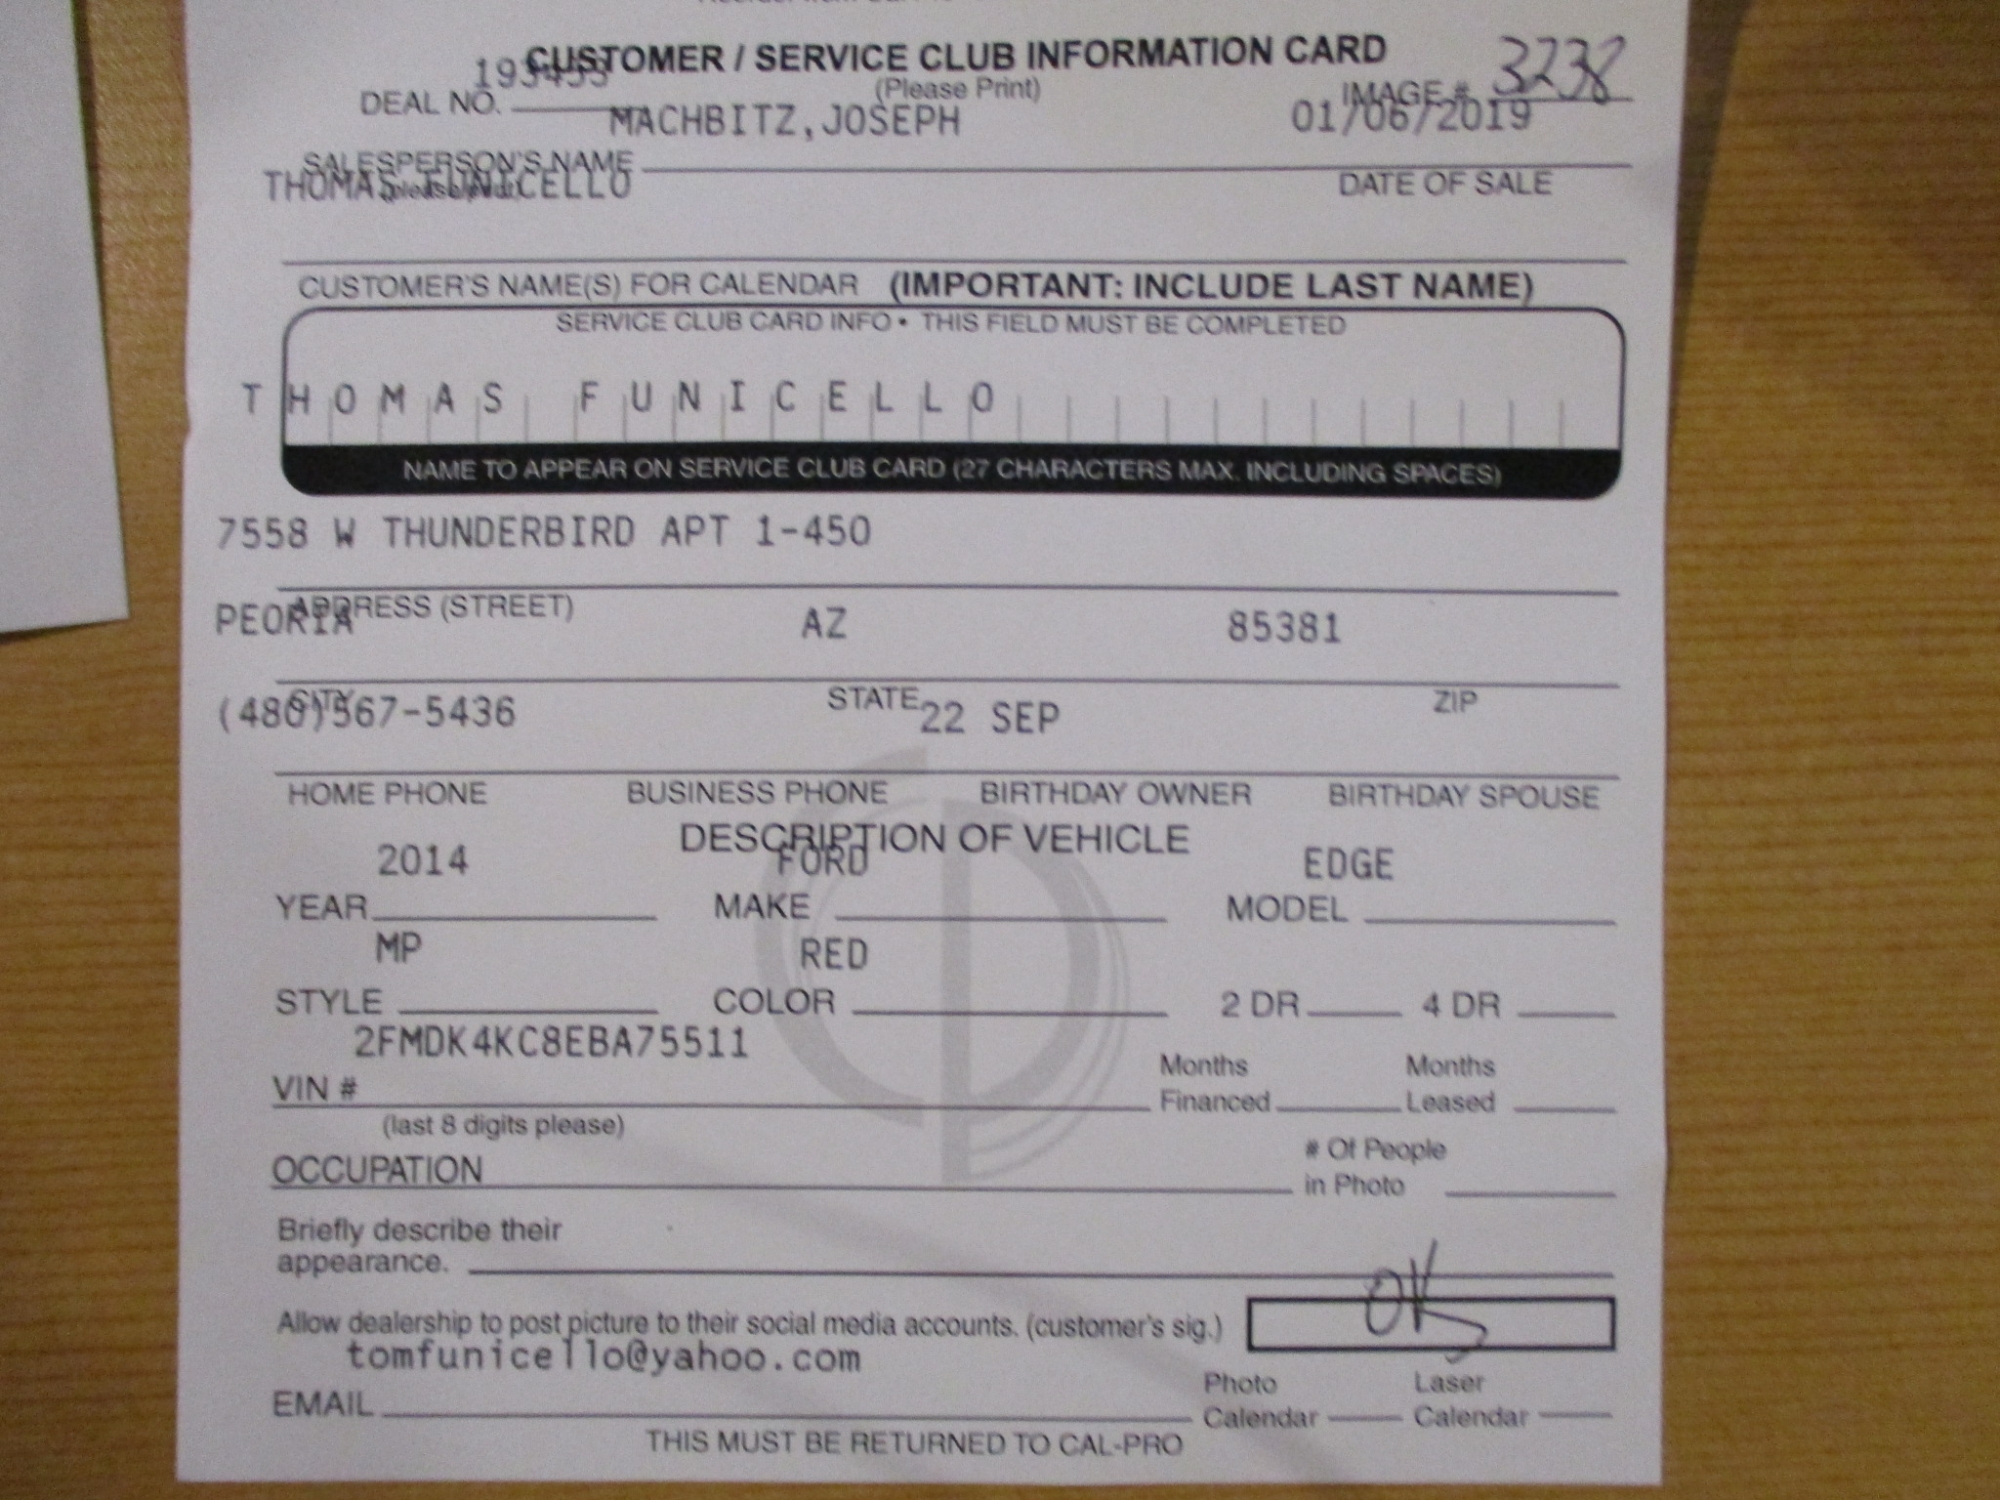 CUSTOMER / SERVICE CLUB INFORMATION CARD
(Please Print)
DEAL NO. 193455 IMAGE # 3238
MACHBITZ,JOSEPH 01/06/2019
SALESPERSON'S NAME DATE OF SALE
THOMAS FUNICELLO
CUSTOMER'S NAME(S) FOR CALENDAR (IMPORTANT: INCLUDE LAST NAME)
SERVICE CLUB CARD INFO • THIS FIELD MUST BE COMPLETED
THOMAS FUNICELLO
NAME TO APPEAR ON SERVICE CLUB CARD (27 CHARACTERS MAX. INCLUDING SPACES)
7558 W THUNDERBIRD APT 1-450
ADDRESS (STREET)
PEORIA AZ 85381
CITY STATE ZIP
(480)567-5436 22 SEP
HOME PHONE BUSINESS PHONE BIRTHDAY OWNER BIRTHDAY SPOUSE
DESCRIPTION OF VEHICLE
2014 FORD EDGE
YEAR MAKE MODEL
MP RED
STYLE COLOR 2 DR 4 DR
2FMDK4KC8EBA75511
VIN # Months Financed Months Leased
(last 8 digits please)
OCCUPATION # Of People in Photo
Briefly describe their
appearance.
Allow dealership to post picture to their social media accounts. (customer's sig.) OK
tomfunicello@yahoo.com
EMAIL Photo Calendar Laser Calendar
THIS MUST BE RETURNED TO CAL-PRO